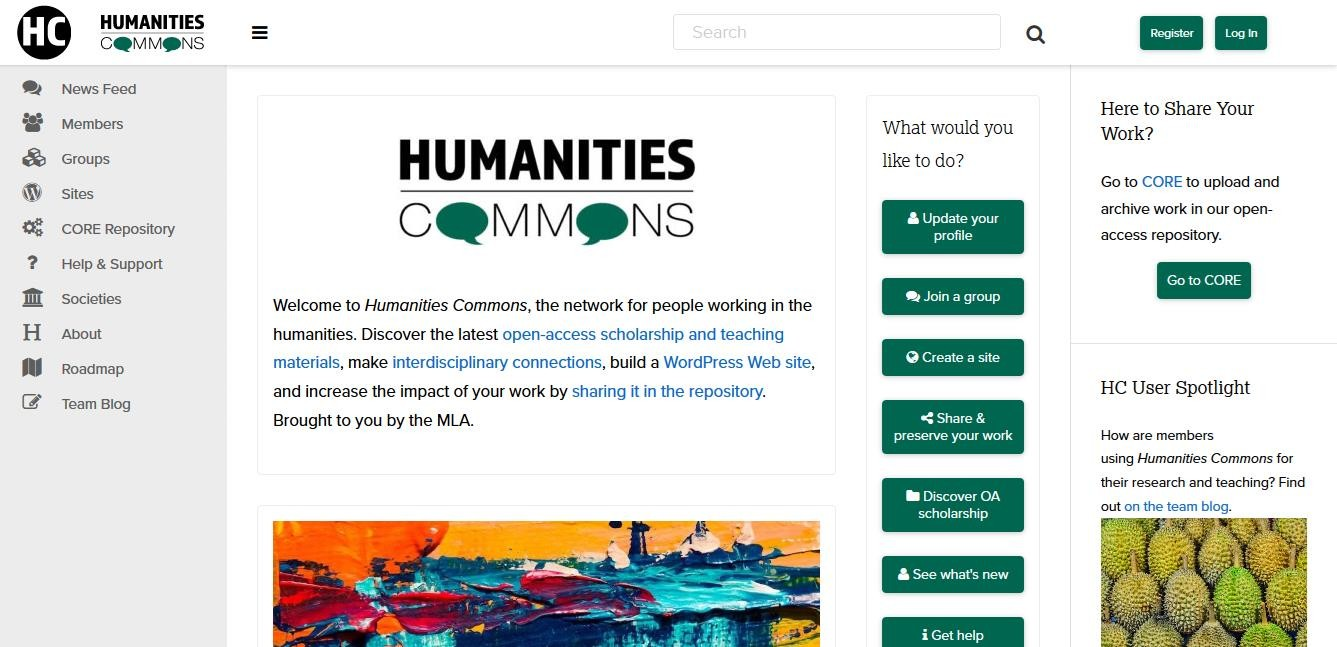 HC
HUMANITIES
COMMONS
Search
Register
Log In
News Feed
Members
Groups
Sites
CORE Repository
Help & Support
Societies
About
Roadmap
Team Blog
HUMANITIES
COMMONS
Welcome to Humanities Commons, the network for people working in the
humanities. Discover the latest open-access scholarship and teaching
materials, make interdisciplinary connections, build a WordPress Web site,
and increase the impact of your work by sharing it in the repository.
Brought to you by the MLA.
What would you
like to do?
Update your
profile
Join a group
Create a site
Share &
preserve your work
Discover OA
scholarship
See what's new
Get help
Here to Share Your
Work?
Go to CORE to upload and
archive work in our open-
access repository.
Go to CORE
HC User Spotlight
How are members
using Humanities Commons for
their research and teaching? Find
out on the team blog.